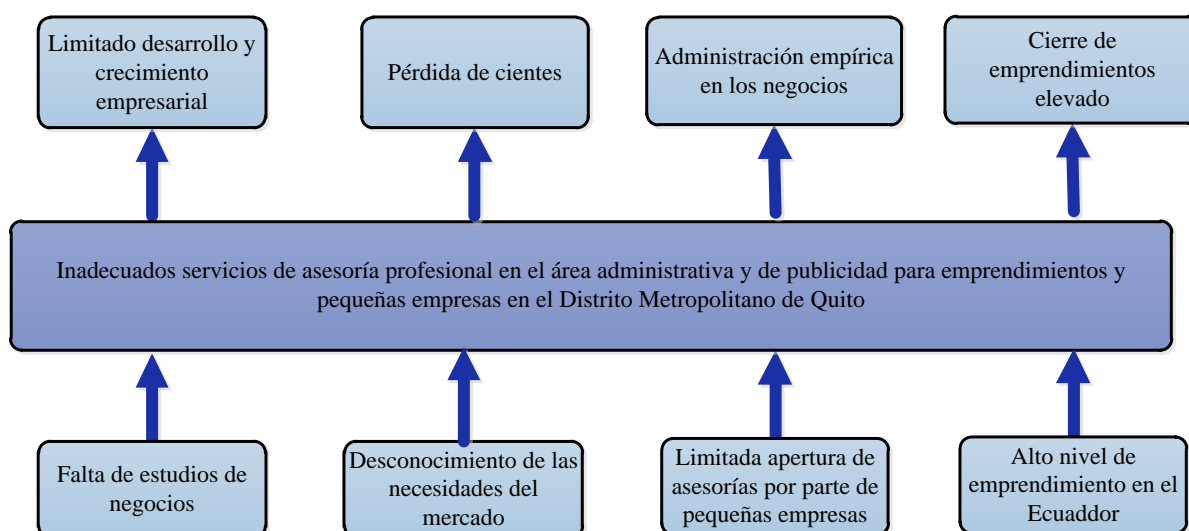 Limitado desarrollo y
crecimiento
empresarial
Pérdida de cientes
Administración empírica
en los negocios
Cierre de
emprendimientos
elevado
Inadecuados servicios de asesoría profesional en el área administrativa y de publicidad para emprendimientos y
pequeñas empresas en el Distrito Metropolitano de Quito
Falta de estudios de
negocios
Desconocimiento de las
necesidades del
mercado
Limitada apertura de
asesorías por parte de
pequeñas empresas
Alto nivel de
emprendimiento en el
Ecuaddor